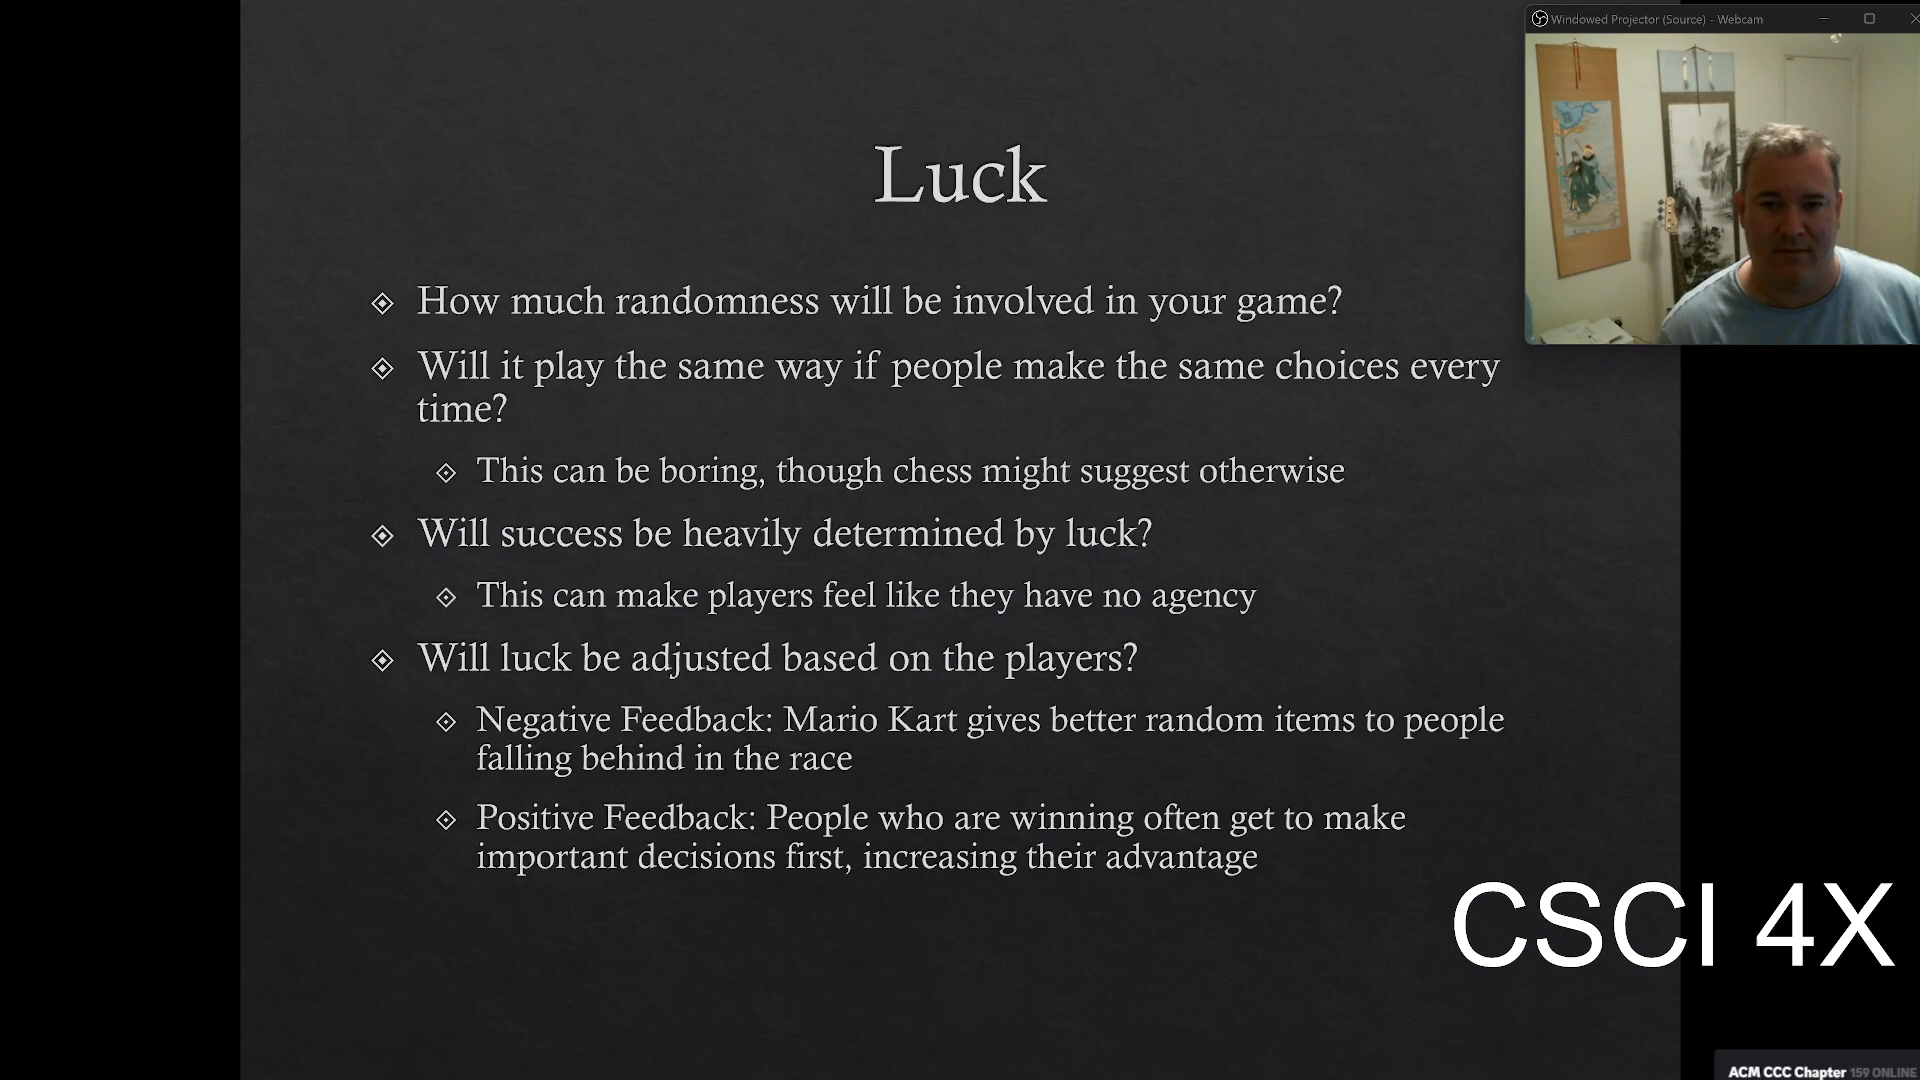 Windowed Projector (Source) - Webcam
Luck
How much randomness will be involved in your game?
Will it play the same way if people make the same choices every
time?
This can be boring, though chess might suggest otherwise
Will success be heavily determined by luck?
This can make players feel like they have no agency
Will luck be adjusted based on the players?
Negative Feedback: Mario Kart gives better random items to people
falling behind in the race
Positive Feedback: People who are winning often get to make
important decisions first, increasing their advantage
CSCI 4X
ACM CCC Chapter 159 ONLINE